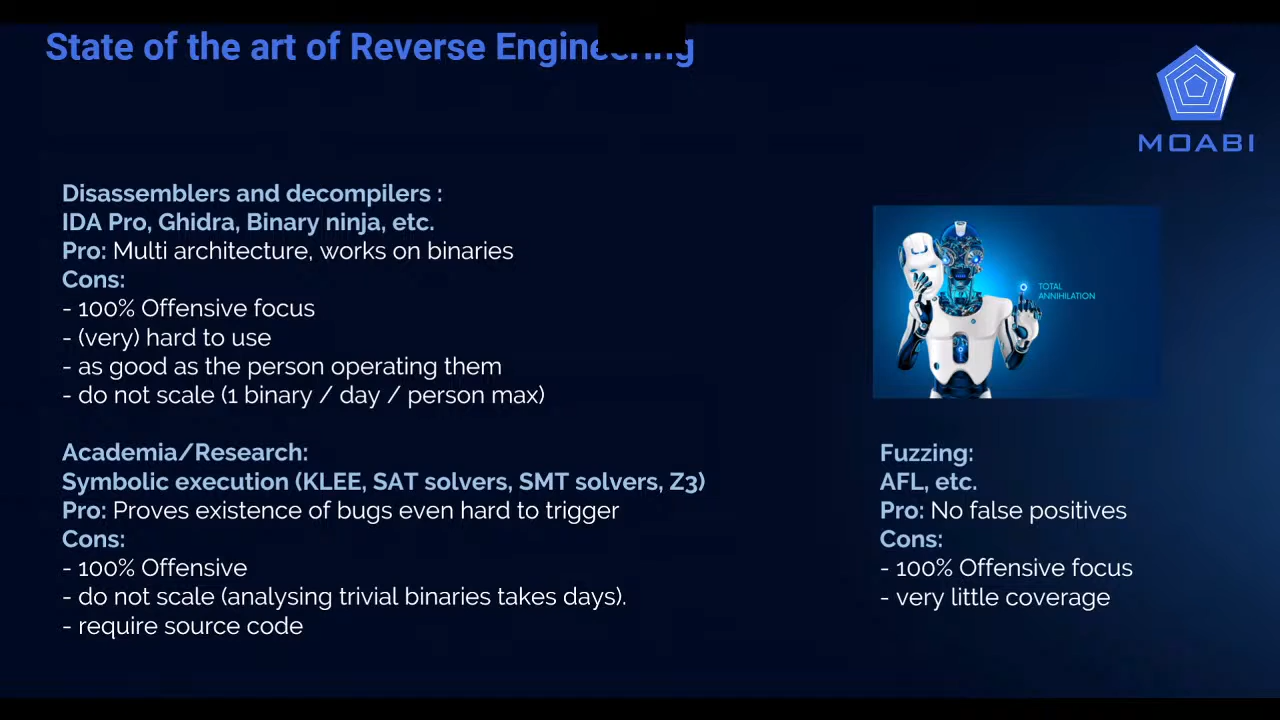 State of the art of Reverse Engineering
MOABI
Disassemblers and decompilers :
IDA Pro, Ghidra, Binary ninja, etc.
Pro: Multi architecture, works on binaries
Cons:
- 100% Offensive focus
- (very) hard to use
- as good as the person operating them
- do not scale (1 binary / day / person max)
TOTAL
ANNIHILATION
Academia/Research:
Symbolic execution (KLEE, SAT solvers, SMT solvers, Z3)
Pro: Proves existence of bugs even hard to trigger
Cons:
- 100% Offensive
- do not scale (analysing trivial binaries takes days).
- require source code
Fuzzing:
AFL, etc.
Pro: No false positives
Cons:
- 100% Offensive focus
- very little coverage